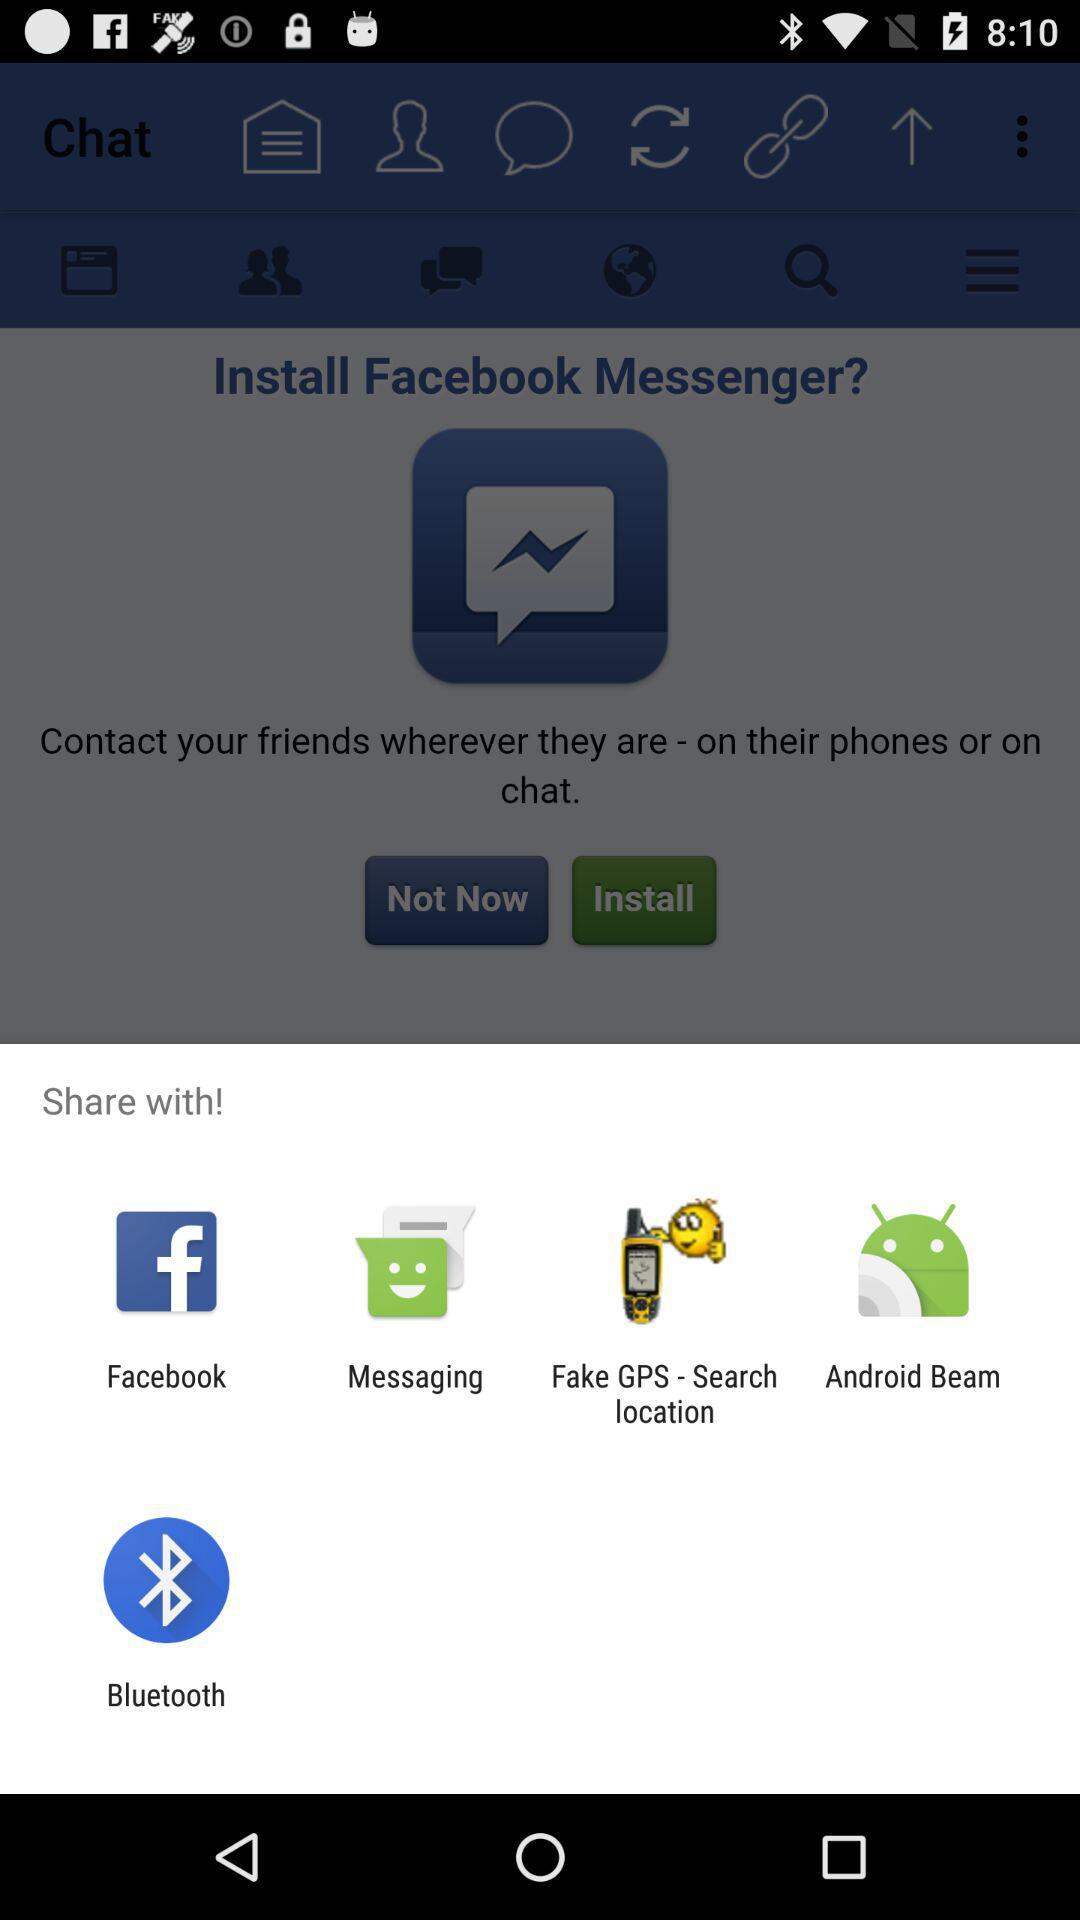 FAKE
8:10
Chat
Install Facebook Messenger?
Contact your friends wherever they are - on their phones or on
chat.
Not Now Install
Share with!
Facebook Messaging Fake GPS - Search Android Beam
location
Bluetooth